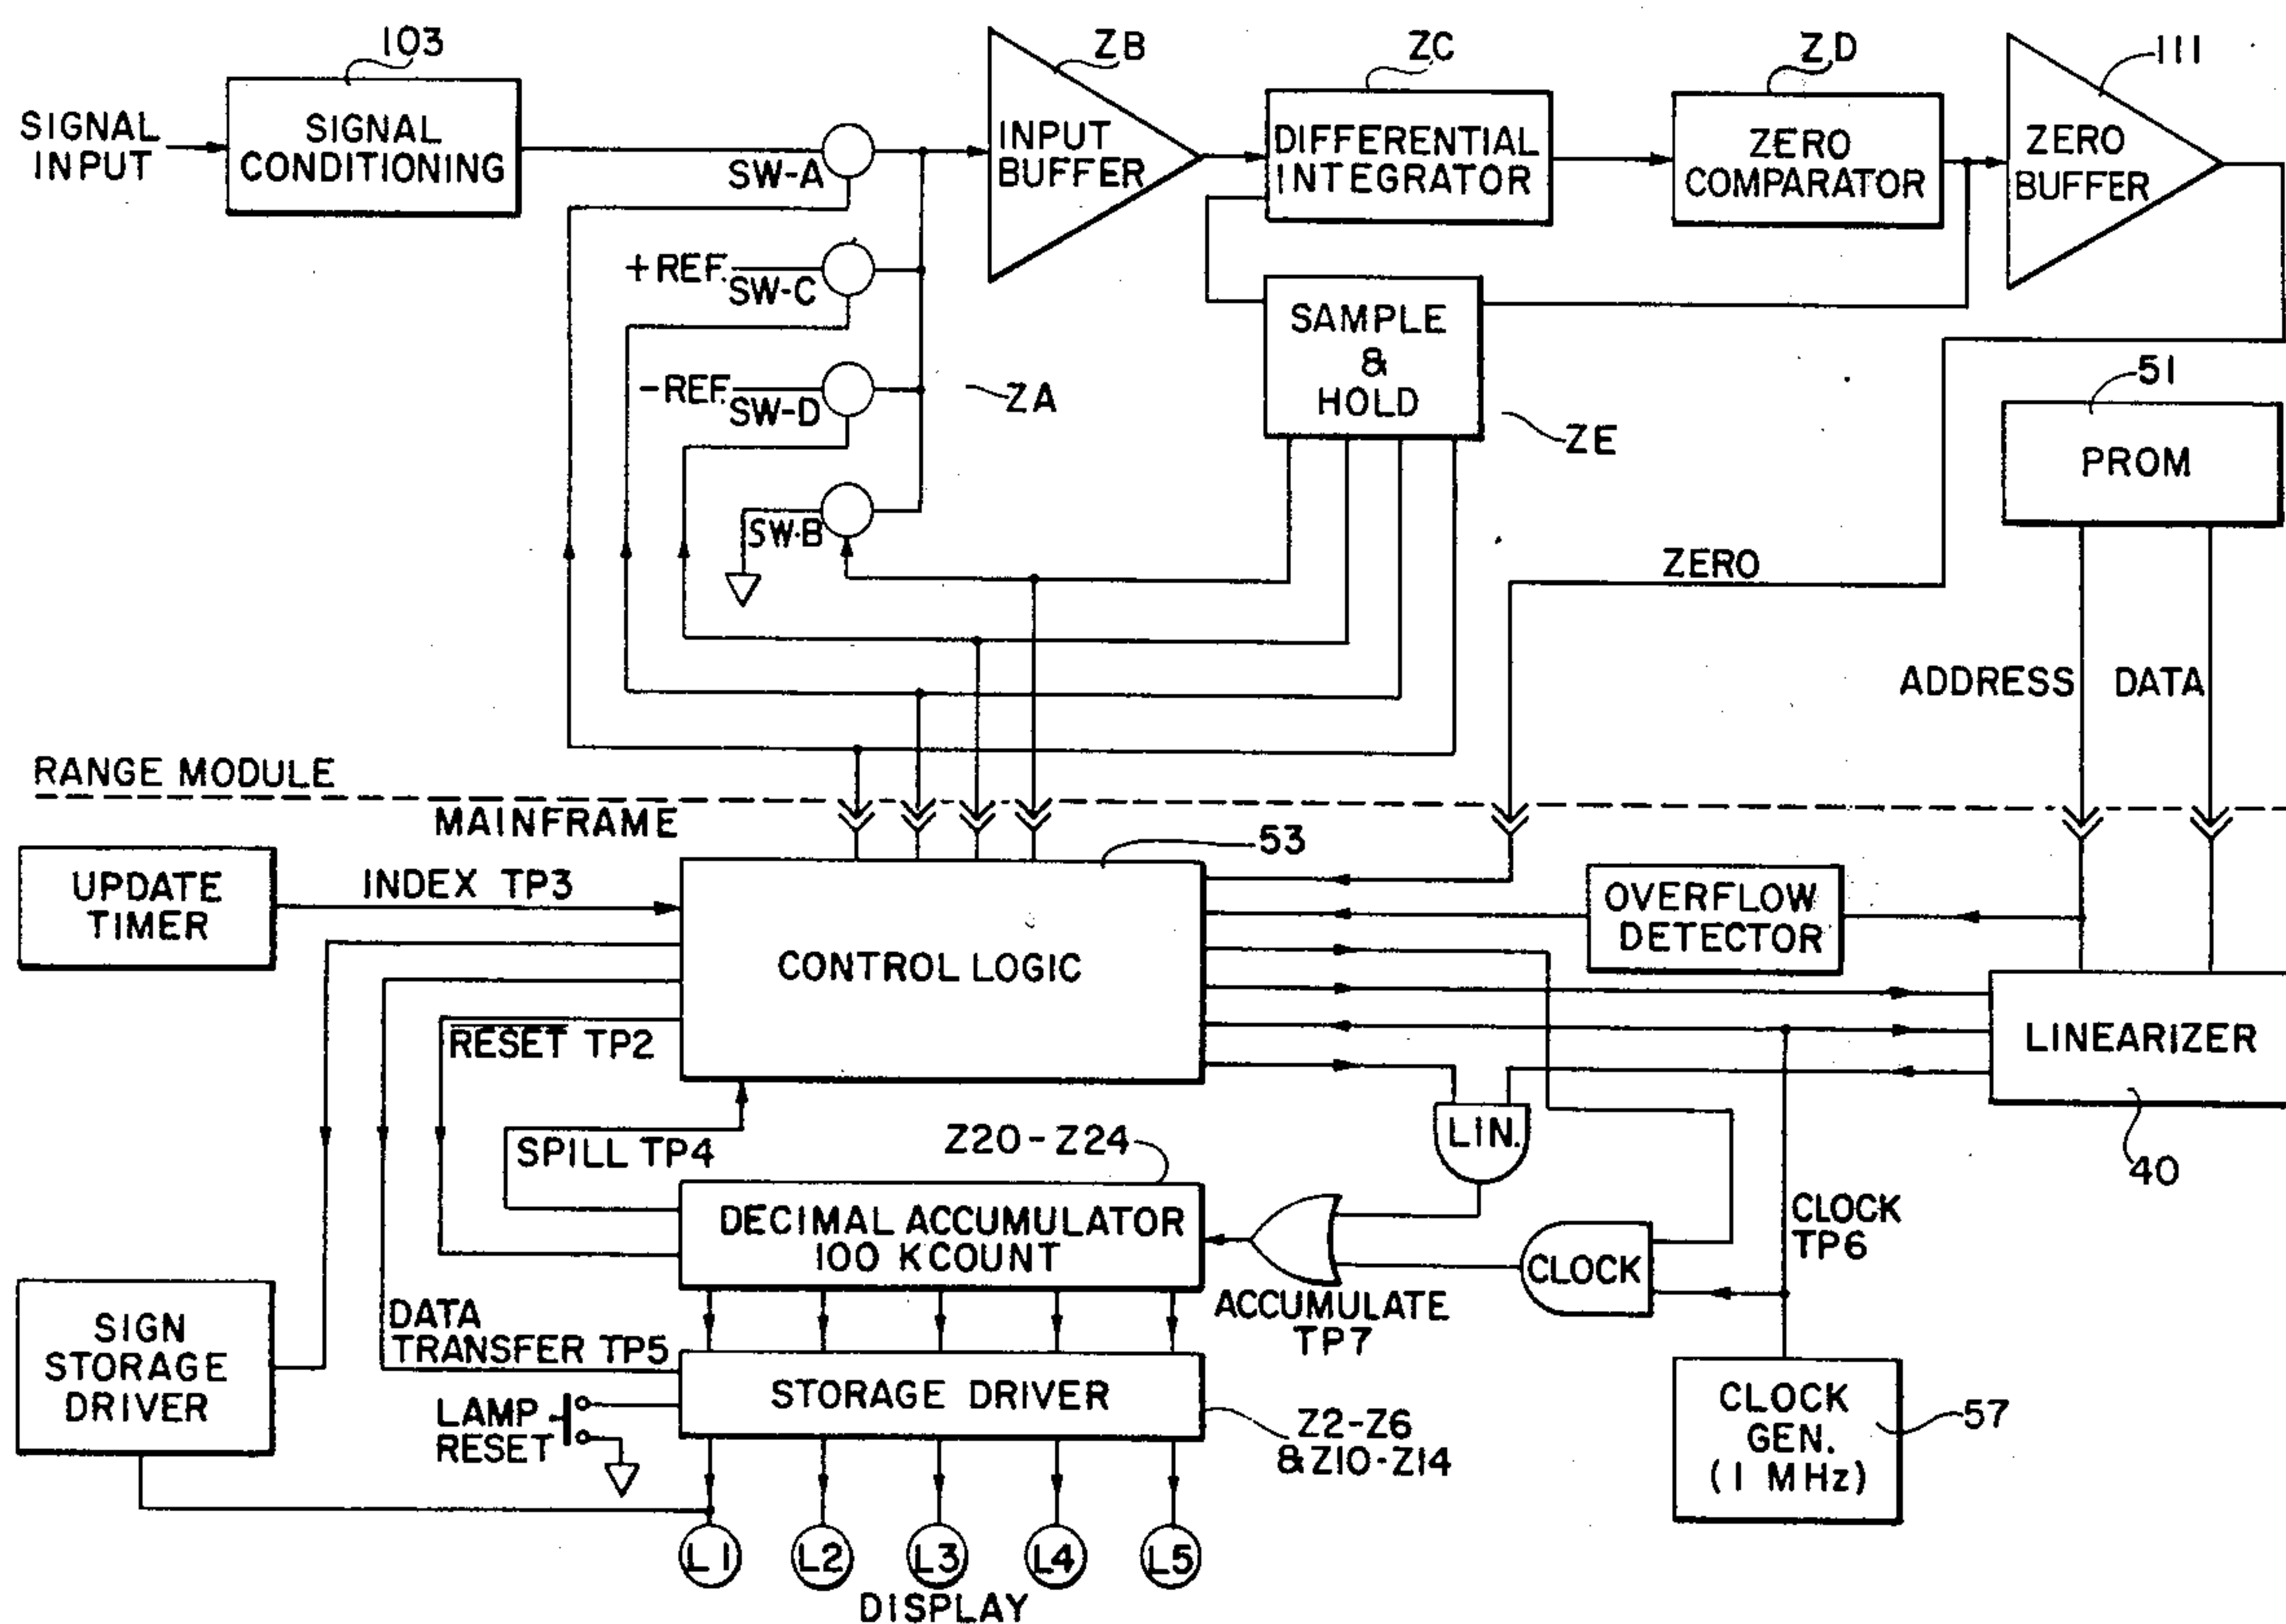 103
ZB
ZC
ZD
111
SIGNAL
INPUT
SIGNAL
CONDITIONING
SW-A
INPUT
BUFFER
DIFFERENTIAL
INTEGRATOR
ZERO
COMPARATOR
ZERO
BUFFER
+REF.
SW-C
SAMPLE
&
HOLD
-REF.
SW-D
ZA
ZE
51
PROM
SW-B
ZERO
ADDRESS
DATA
RANGE MODULE
MAINFRAME
53
UPDATE
TIMER
INDEX TP3
CONTROL LOGIC
OVERFLOW
DETECTOR
LINEARIZER
40
RESET TP2
SPILL TP4
Z20-Z24
LIN.
DECIMAL ACCUMULATOR
100 KCOUNT
CLOCK
CLOCK
TP6
ACCUMULATE
TP7
SIGN
STORAGE
DRIVER
DATA
TRANSFER TP5
STORAGE DRIVER
LAMP
RESET
Z2-Z6
&Z10-Z14
CLOCK
GEN.
(1 MHz)
57
L1
L2
L3
L4
L5
DISPLAY